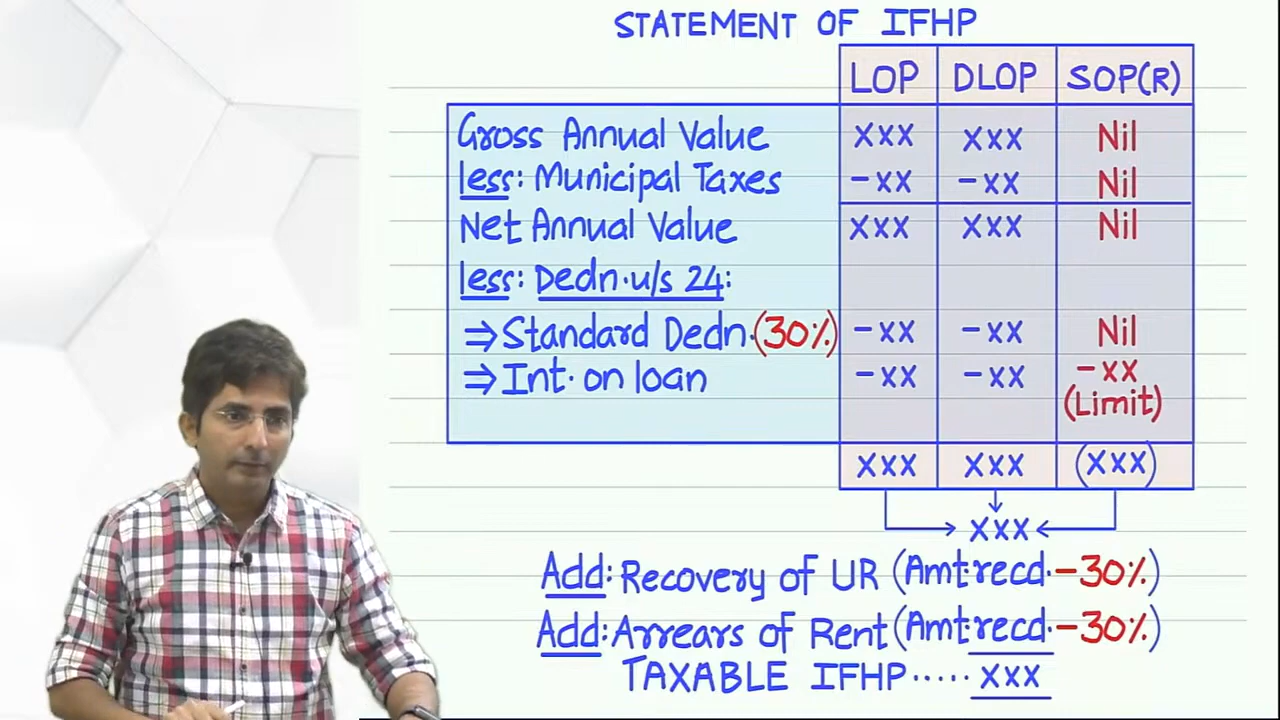 STATEMENT OF IFHP
LOP DLOP SOP(R)
Gross Annual Value XXX XXX Nil
less: Municipal Taxes -XX -XX Nil
Net Annual Value XXX XXX Nil
less: Dedn. u/s 24:
⇒ Standard Dedn. (30%) -XX -XX Nil
⇒ Int. on loan -XX -XX -XX
(Limit)
XXX XXX (XXX)
XXX
Add: Recovery of UR (Amt. recd. -30%)
Add: Arrears of Rent (Amt. recd. -30%)
TAXABLE IFHP ..... XXX